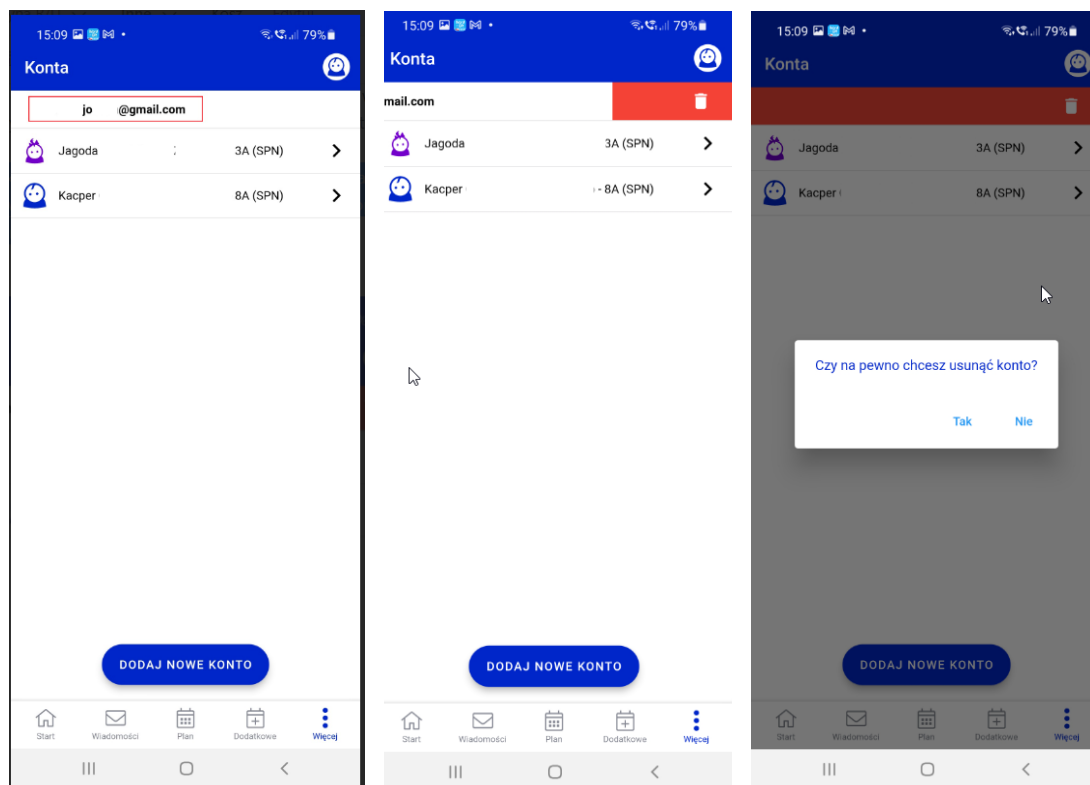 15:09
79%
Konta
jo @gmail.com
Jagoda 3A (SPN)
Kacper 8A (SPN)
DODAJ NOWE KONTO
Start Wiadomości Plan Dodatkowe Więcej
15:09
79%
Konta
mail.com
Jagoda 3A (SPN)
Kacper - 8A (SPN)
DODAJ NOWE KONTO
Start Wiadomości Plan Dodatkowe Więcej
15:09
79%
Konta
Jagoda 3A (SPN)
Kacper 8A (SPN)
Czy na pewno chcesz usunąć konto?
Tak Nie
DODAJ NOWE KONTO
Start Wiadomości Plan Dodatkowe Więcej